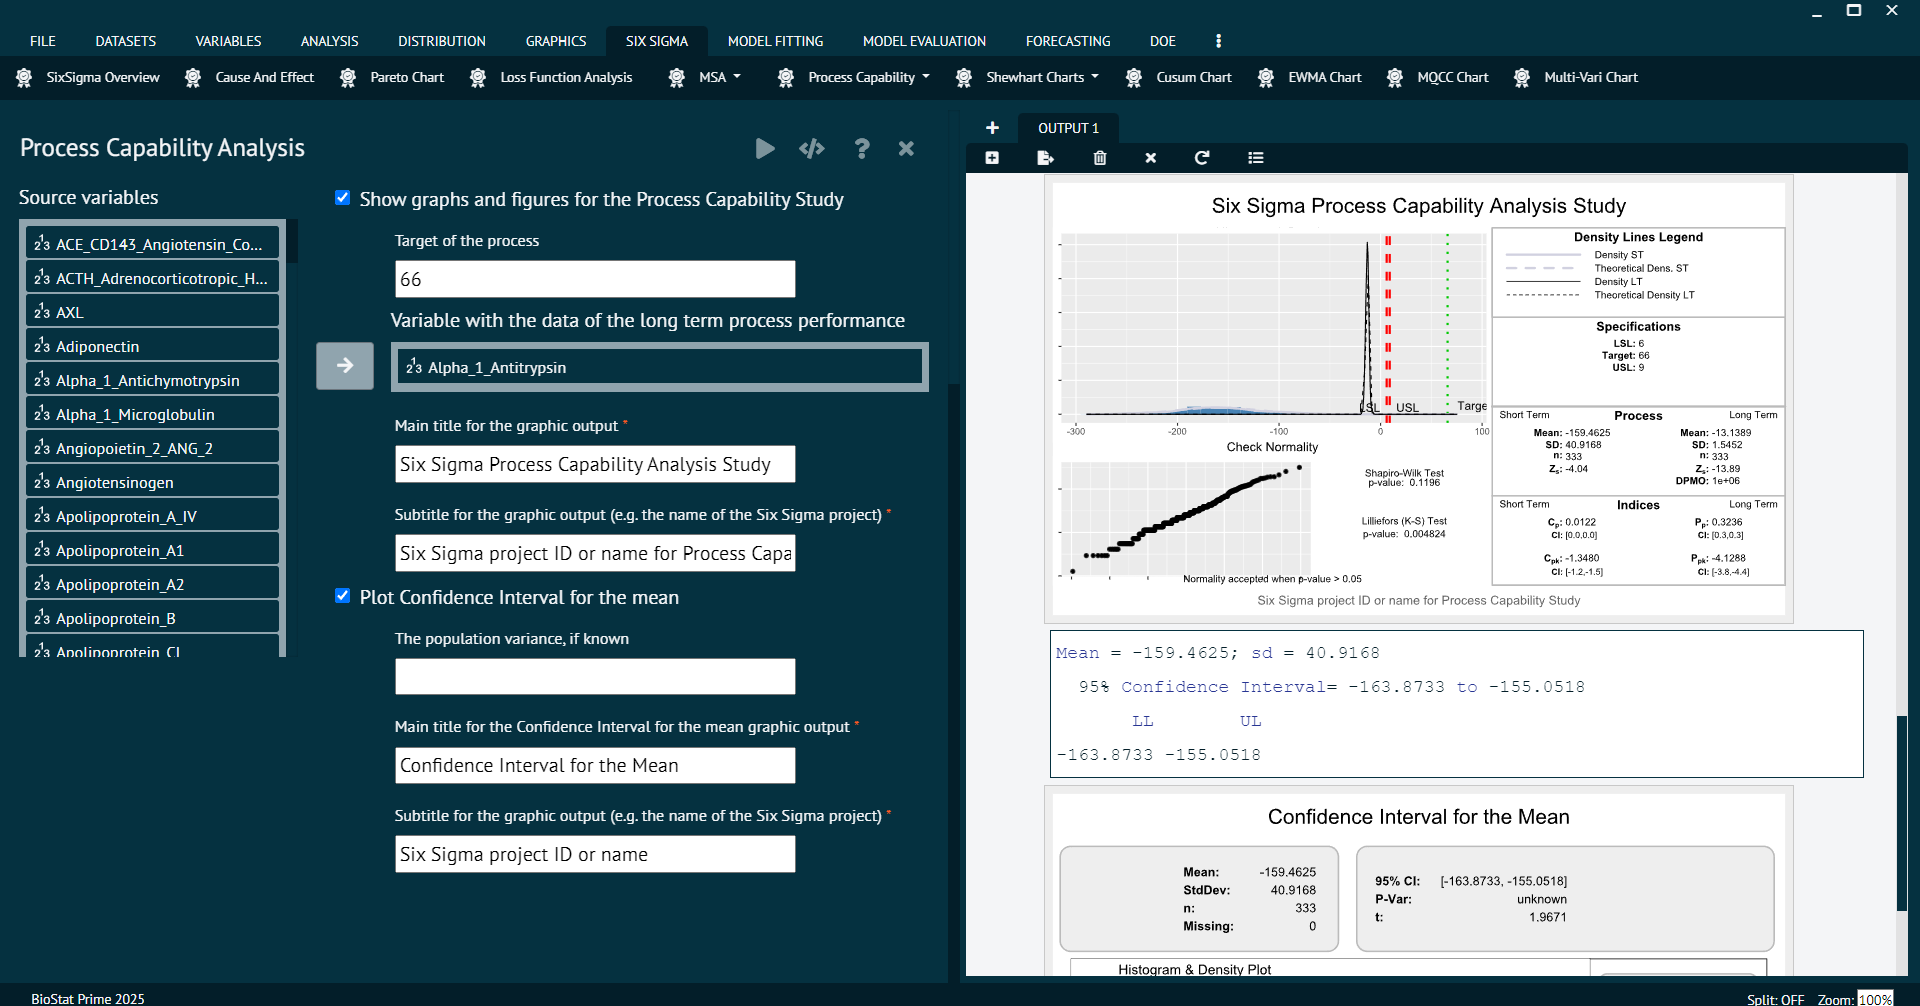 FILE DATASETS VARIABLES ANALYSIS DISTRIBUTION GRAPHICS SIX SIGMA MODEL FITTING MODEL EVALUATION FORECASTING DOE
SixSigma Overview Cause And Effect Pareto Chart Loss Function Analysis MSA Process Capability Shewhart Charts Cusum Chart EWMA Chart MQCC Chart Multi-Vari Chart
Process Capability Analysis
Source variables
ACE_CD143_Angiotensin_Co...
ACTH_Adrenocorticotropic_H...
AXL
Adiponectin
Alpha_1_Antichymotrypsin
Alpha_1_Microglobulin
Angiopoietin_2_ANG_2
Angiotensinogen
Apolipoprotein_A_IV
Apolipoprotein_A1
Apolipoprotein_A2
Apolipoprotein_B
Apolipoprotein_CI
Show graphs and figures for the Process Capability Study
Target of the process
66
Variable with the data of the long term process performance
Alpha_1_Antitrypsin
Main title for the graphic output *
Six Sigma Process Capability Analysis Study
Subtitle for the graphic output (e.g. the name of the Six Sigma project) *
Six Sigma project ID or name for Process Capa
Plot Confidence Interval for the mean
The population variance, if known
Main title for the Confidence Interval for the mean graphic output *
Confidence Interval for the Mean
Subtitle for the graphic output (e.g. the name of the Six Sigma project) *
Six Sigma project ID or name
OUTPUT 1
Six Sigma Process Capability Analysis Study
LSL USL Targe
-300 -200 -100 0 100
Check Normality
Shapiro-Wilk Test
p-value: 0.1196
Lilliefors (K-S) Test
p-value: 0.004824
Normality accepted when p-value > 0.05
Density Lines Legend
Density ST
Theoretical Dens. ST
Density LT
Theoretical Density LT
Specifications
LSL: 6
Target: 66
USL: 9
Short Term Process Long Term
Mean: -159.4625 Mean: -13.1389
SD: 40.9168 SD: 1.5452
n: 333 n: 333
Zs: -4.04 Zs: -13.89
DPMO: 1e+06
Short Term Indices Long Term
Cp: 0.0122 Pp: 0.3236
CI: [0.0,0.0] CI: [0.3,0.3]
Cpk: -1.3480 Ppk: -4.1288
CI: [-1.2,-1.5] CI: [-3.8,-4.4]
Six Sigma project ID or name for Process Capability Study
Mean = -159.4625; sd = 40.9168
95% Confidence Interval= -163.8733 to -155.0518
LL UL
-163.8733 -155.0518
Confidence Interval for the Mean
Mean: -159.4625
StdDev: 40.9168
n: 333
Missing: 0
95% CI: [-163.8733, -155.0518]
P-Var: unknown
t: 1.9671
Histogram & Density Plot
BioStat Prime 2025
Split: OFF Zoom: 100%